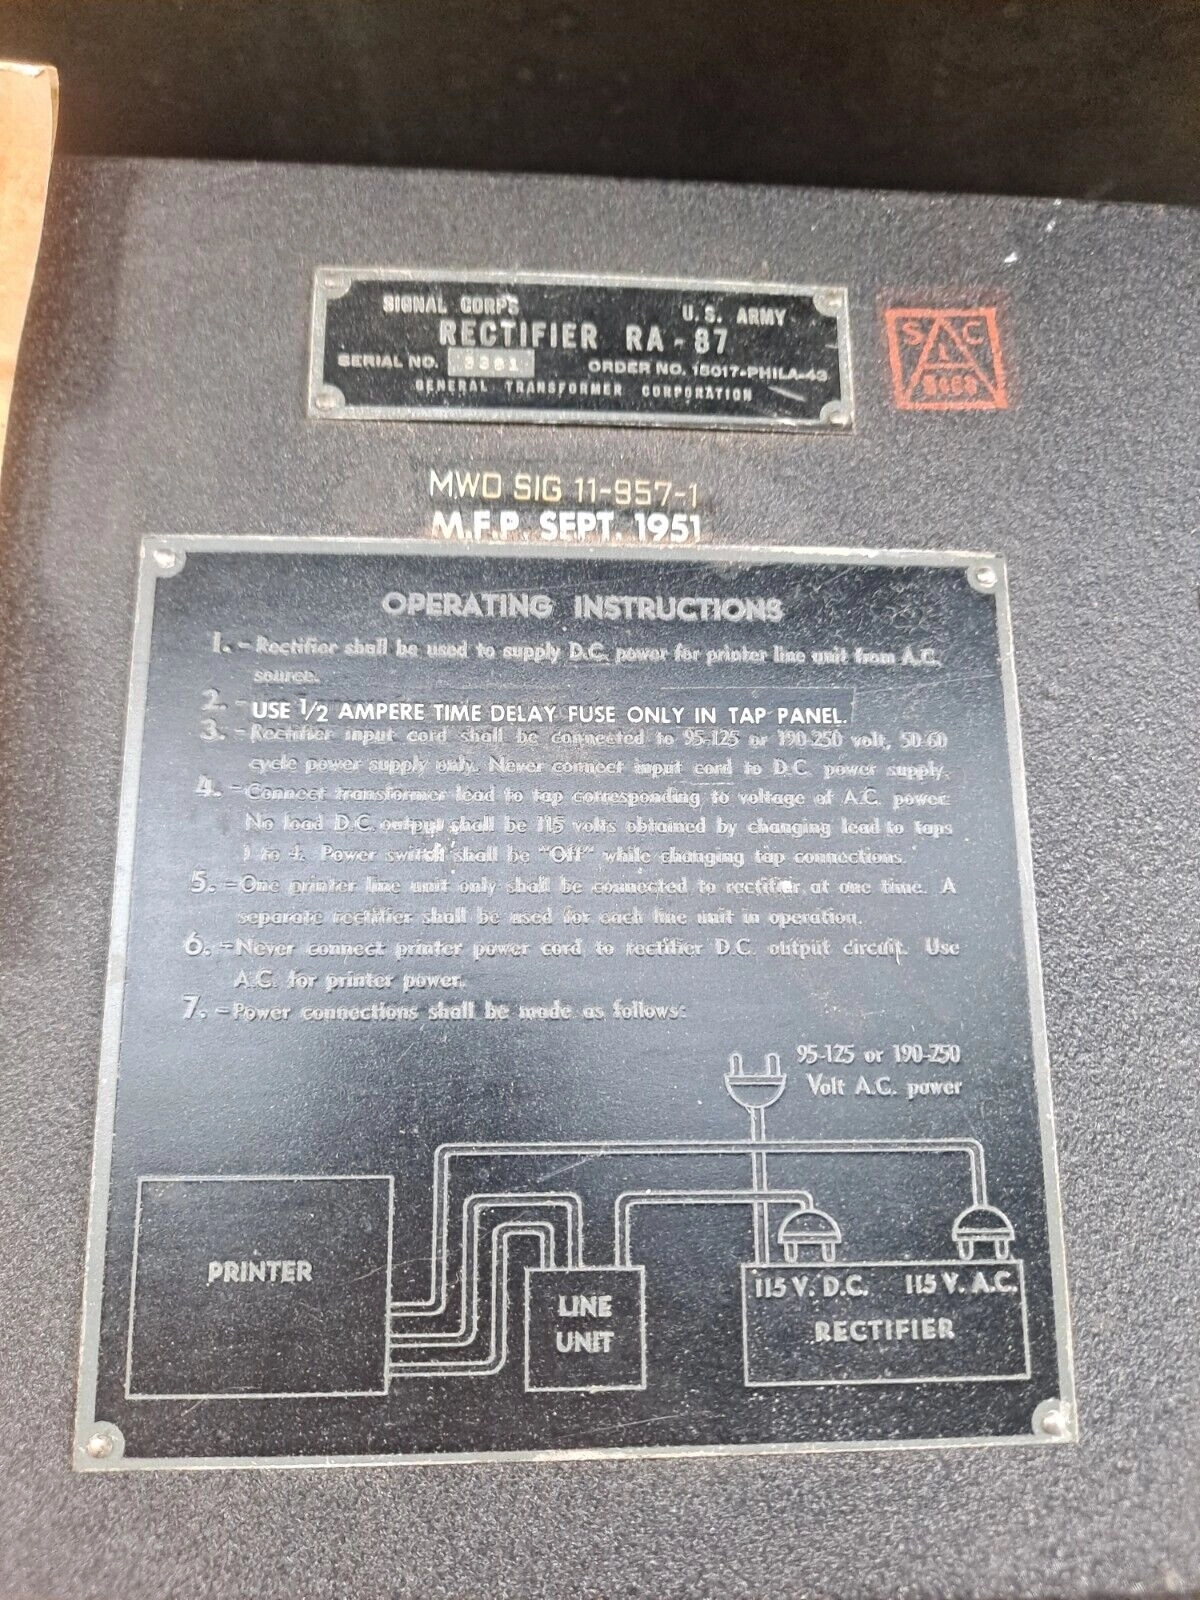 SIGNAL CORPS U.S. ARMY
RECTIFIER RA-87
SERIAL NO. ORDER NO. 15017-PHILA-43
GENERAL TRANSFORMER CORPORATION
S C
I
MWO SIG 11-957-1
M.F.P. SEPT. 1951
OPERATING INSTRUCTIONS
1. - Rectifier shall be used to supply D.C. power for printer line unit from A.C.
source.
2. - USE 1/2 AMPERE TIME DELAY FUSE ONLY IN TAP PANEL.
3. - Rectifier input cord shall be connected to 95-125 or 190-250 volt, 50-60
cycle power supply only. Never connect input cord to D.C. power supply.
4. - Connect transformer lead to tap corresponding to voltage of A.C. power.
No load D.C. output shall be 115 volts obtained by changing lead to taps
1 to 4. Power switch shall be "Off" while changing tap connections.
5. - One printer line unit only shall be connected to rectifier at one time. A
separate rectifier shall be used for each line unit in operation.
6. - Never connect printer power cord to rectifier D.C. output circuit. Use
A.C. for printer power.
7. - Power connections shall be made as follows:
95-125 or 190-250
Volt A.C. power
PRINTER
LINE
UNIT
115 V. D.C. 115 V. A.C.
RECTIFIER